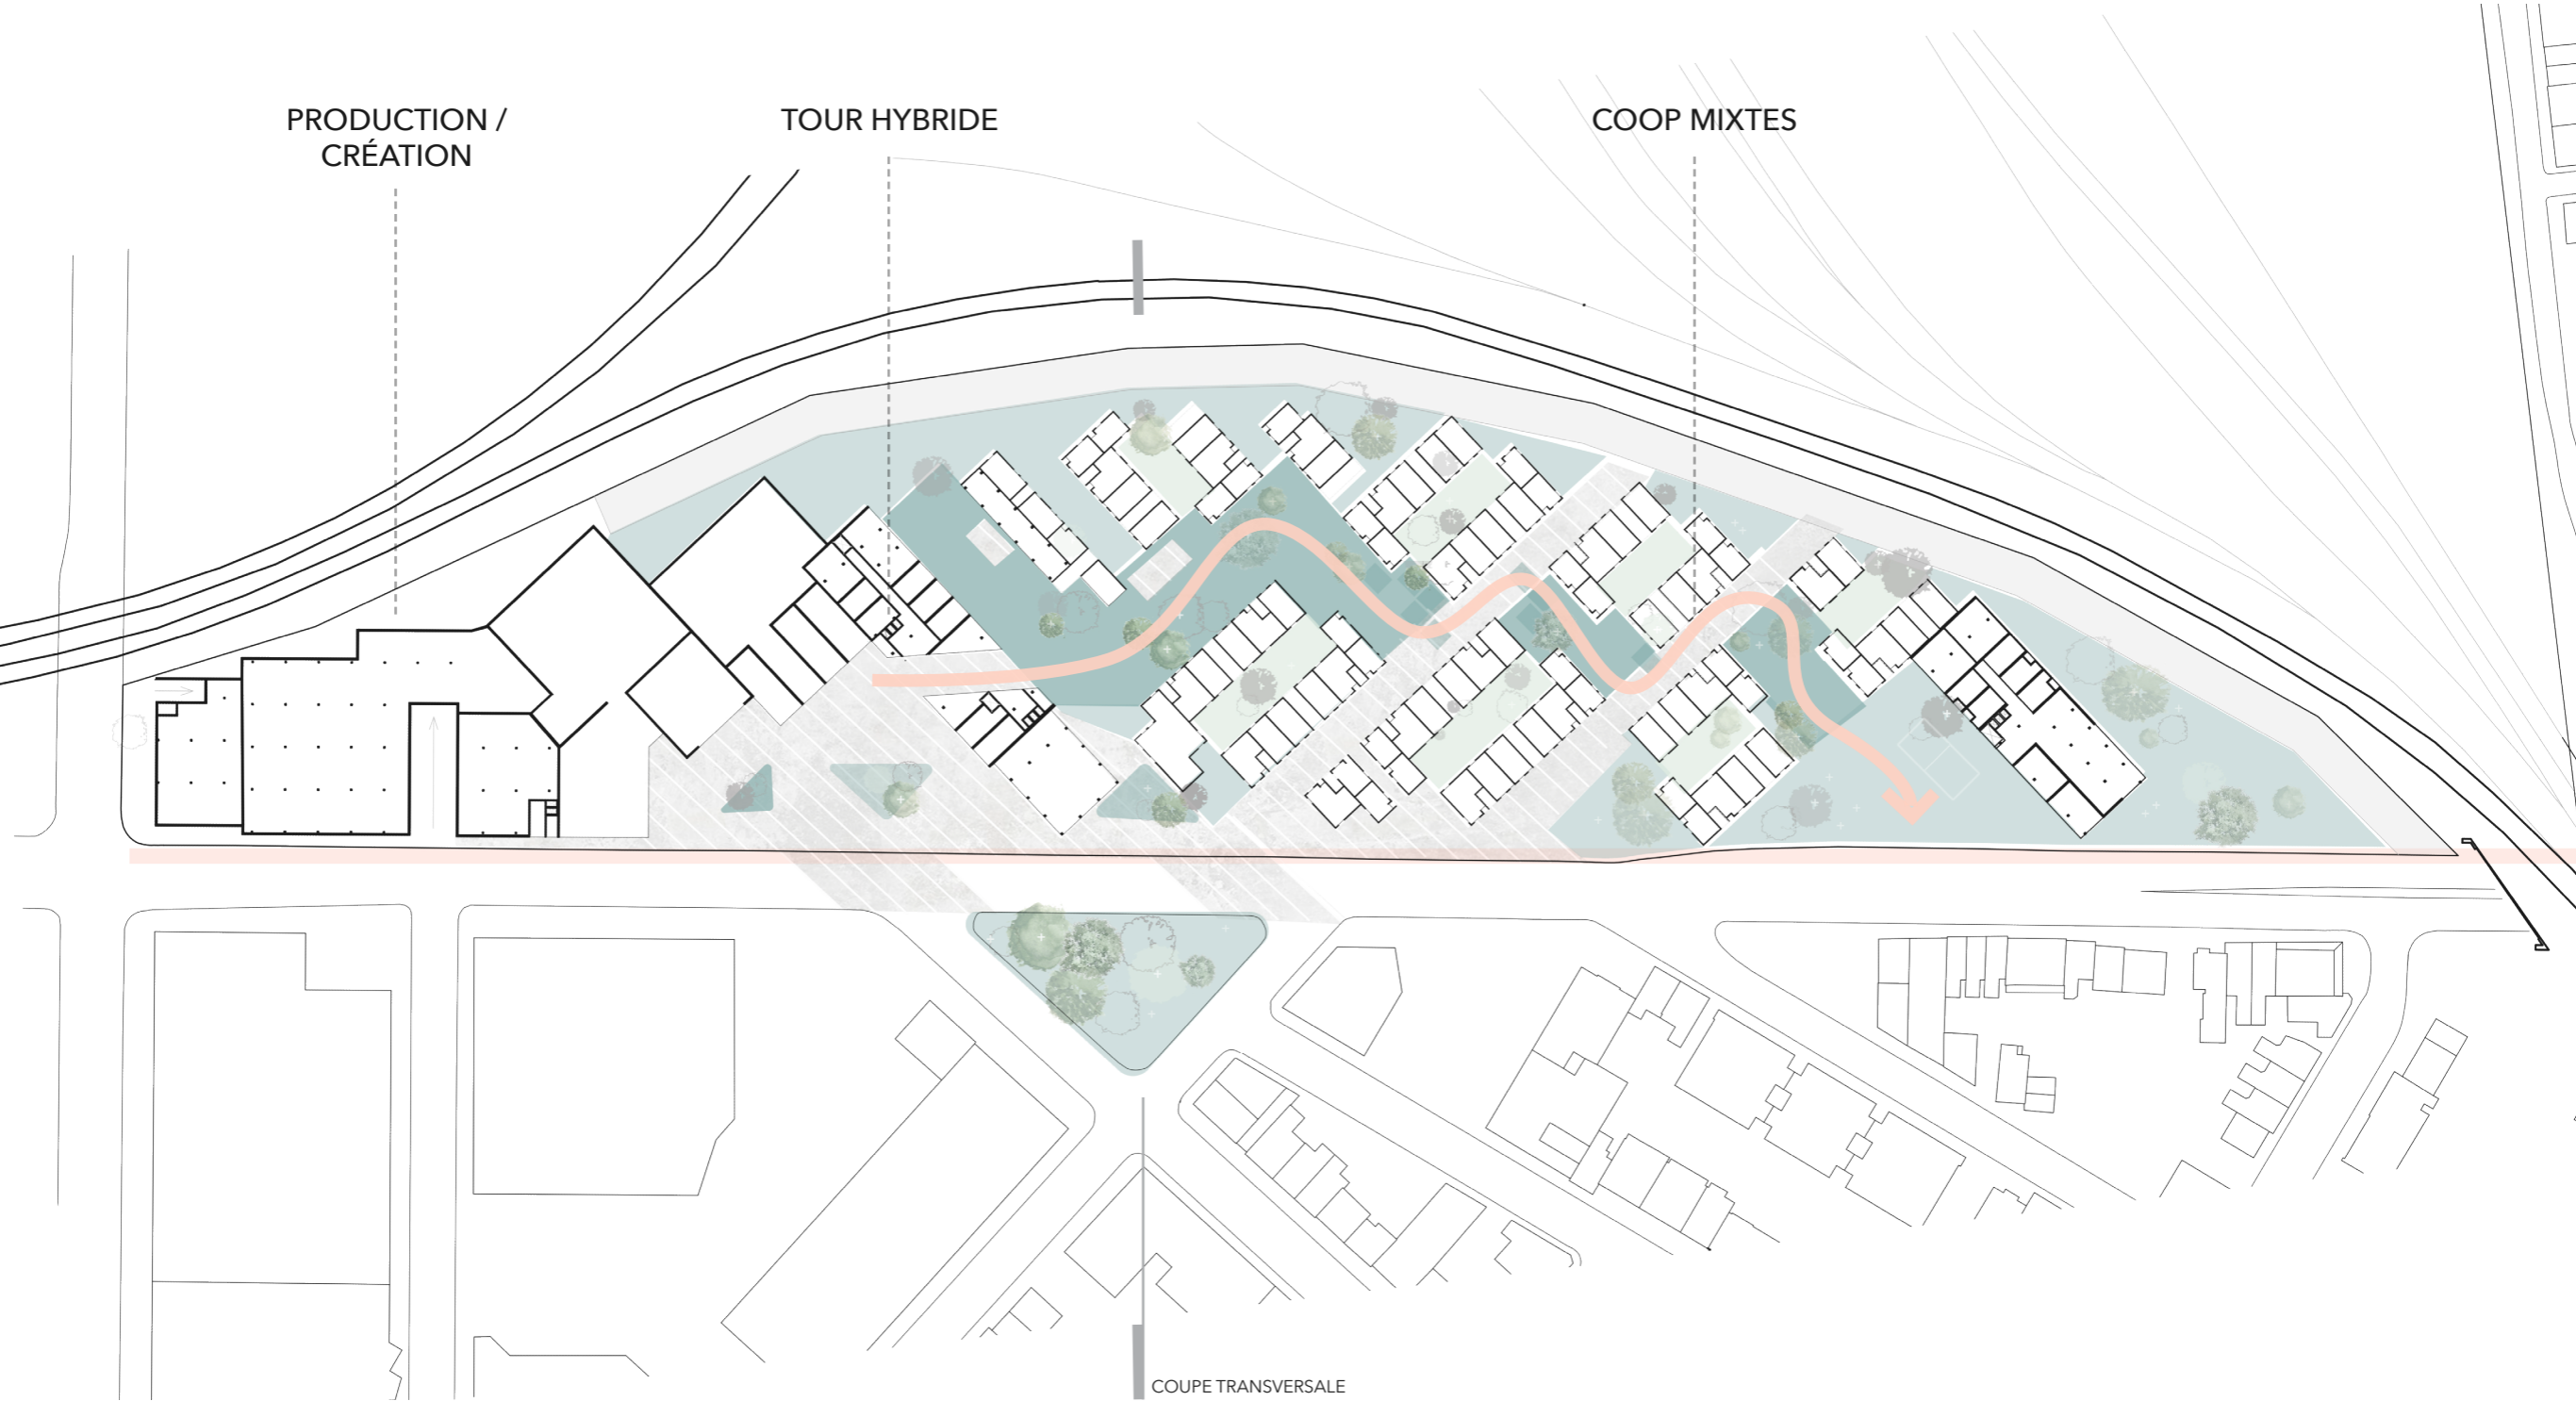 PRODUCTION /
CRÉATION
TOUR HYBRIDE
COOP MIXTES
COUPE TRANSVERSALE